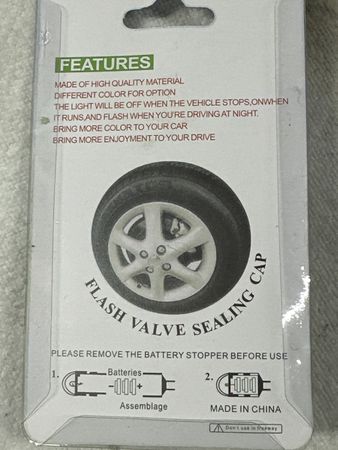 FEATURES
MADE OF HIGH QUALITY MATERIAL
DIFFERENT COLOR FOR OPTION
THE LIGHT WILL BE OFF WHEN THE VEHICLE STOPS,ONWHEN
IT RUNS,AND FLASH WHEN YOU'RE DRIVING AT NIGHT.
BRING MORE COLOR TO YOUR CAR
BRING MORE ENJOYMENT TO YOUR DRIVE
FLASH VALVE SEALING CAP
PLEASE REMOVE THE BATTERY STOPPER BEFORE USE
1. Batteries 2.
- +
Assemblage MADE IN CHINA
Don't use in freeway